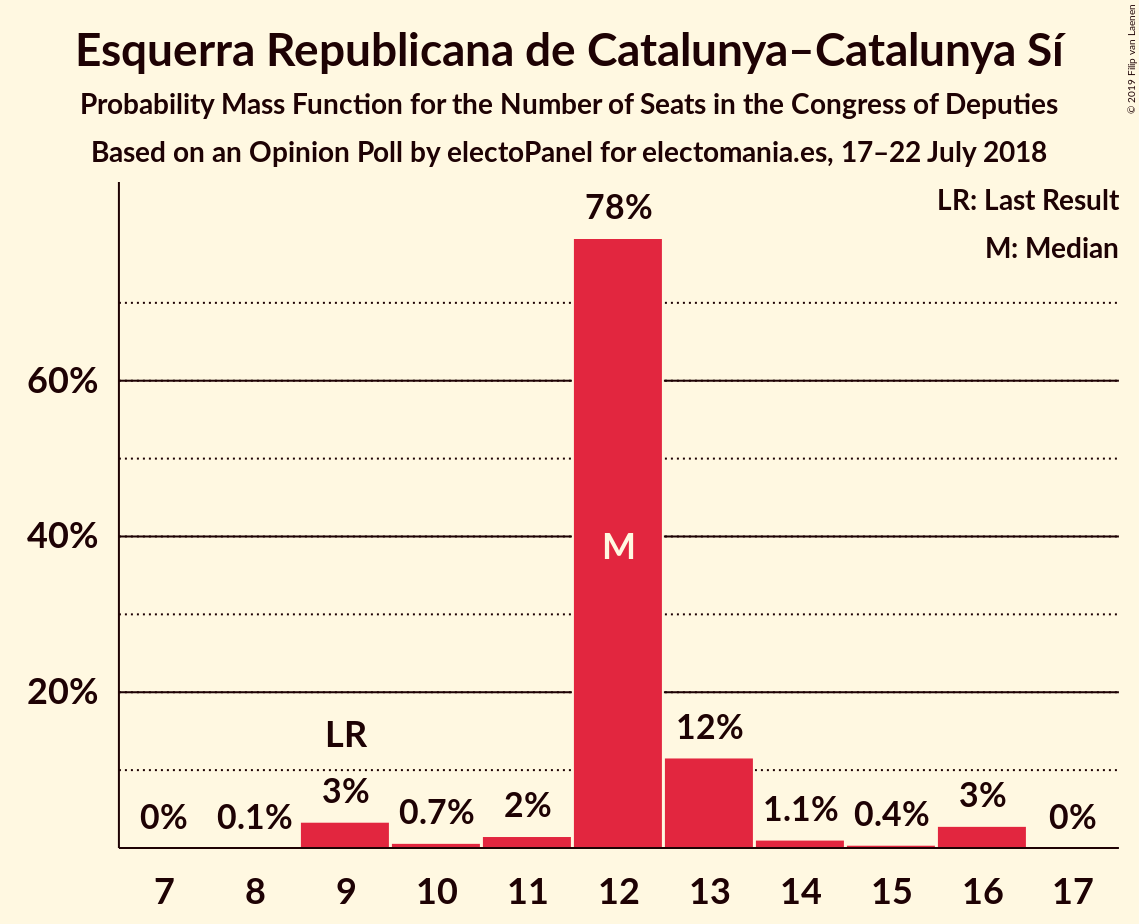 Esquerra Republicana de Catalunya–Catalunya Sí
Probability Mass Function for the Number of Seats in the Congress of Deputies
Based on an Opinion Poll by electoPanel for electomania.es, 17–22 July 2018
© 2019 Filip van Laenen
LR: Last Result
M: Median
78%
60%
40%
M
20%
LR
12%
0%
0.1%
3%
0.7%
2%
1.1%
0.4%
3%
0%
7 8 9 10 11 12 13 14 15 16 17